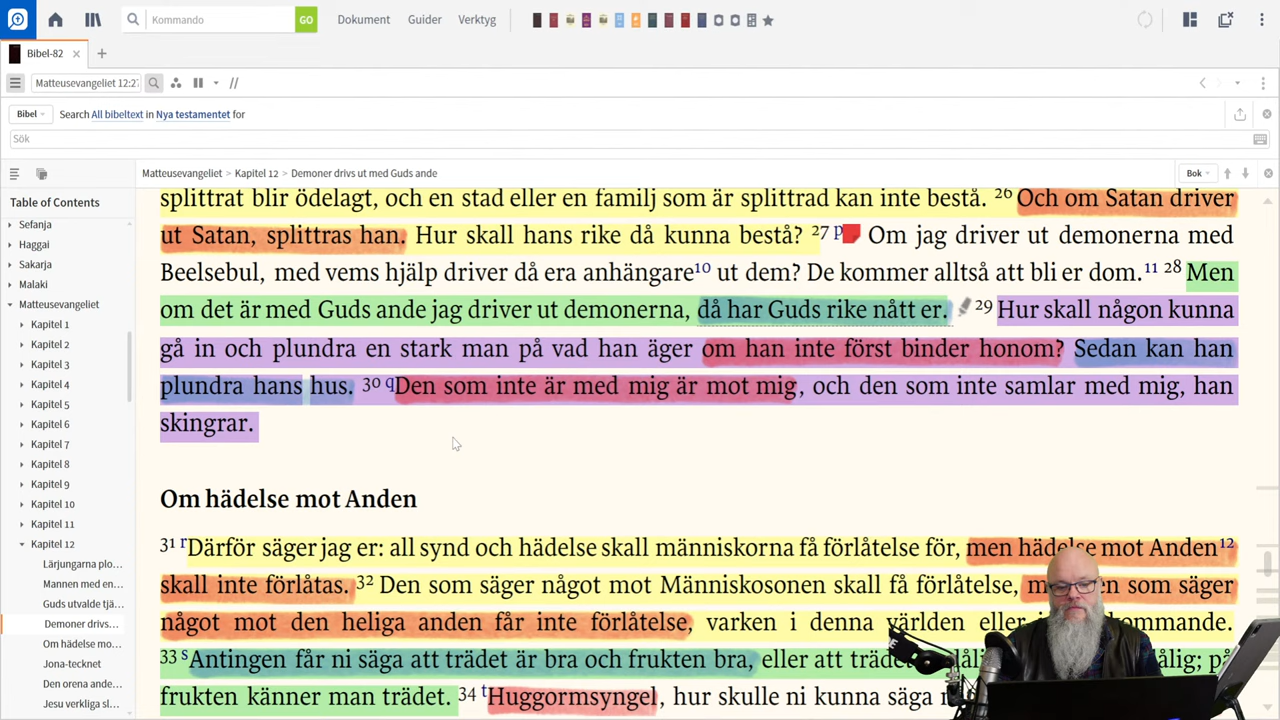 Kommando
GO
Dokument
Guider
Verktyg
Bibel-82
Matteusevangeliet 12:27
Bibel
Search All bibeltext in Nya testamentet for
Sök
Matteusevangeliet > Kapitel 12 > Demoner drivs ut med Guds ande
Bok
Table of Contents
Sefanja
Haggai
Sakarja
Malaki
Matteusevangeliet
Kapitel 1
Kapitel 2
Kapitel 3
Kapitel 4
Kapitel 5
Kapitel 6
Kapitel 7
Kapitel 8
Kapitel 9
Kapitel 10
Kapitel 11
Kapitel 12
Lärjungarna plo...
Mannen med en...
Guds utvalde tjä...
Demoner drivs...
Om hädelse mo...
Jona-tecknet
Den orena ande...
Jesu verkliga sl...
splittrat blir ödelagt, och en stad eller en familj som är splittrad kan inte bestå. 26 Och om Satan driver
ut Satan, splittras han. Hur skall hans rike då kunna bestå? 27 p Om jag driver ut demonerna med
Beelsebul, med vems hjälp driver då era anhängare10 ut dem? De kommer alltså att bli er dom. 11 28 Men
om det är med Guds ande jag driver ut demonerna, då har Guds rike nått er. 29 Hur skall någon kunna
gå in och plundra en stark man på vad han äger om han inte först binder honom? Sedan kan han
plundra hans hus. 30 q Den som inte är med mig är mot mig, och den som inte samlar med mig, han
skingrar.
Om hädelse mot Anden
31 r Därför säger jag er: all synd och hädelse skall människorna få förlåtelse för, men hädelse mot Anden12
skall inte förlåtas. 32 Den som säger något mot Människosonen skall få förlåtelse, en som säger
något mot den heliga anden får inte förlåtelse, varken i denna världen eller kommande.
33 s Antingen får ni säga att trädet är bra och frukten bra, eller att på
frukten känner man trädet. 34 t Huggormsyngel, hur skulle ni kunna säga